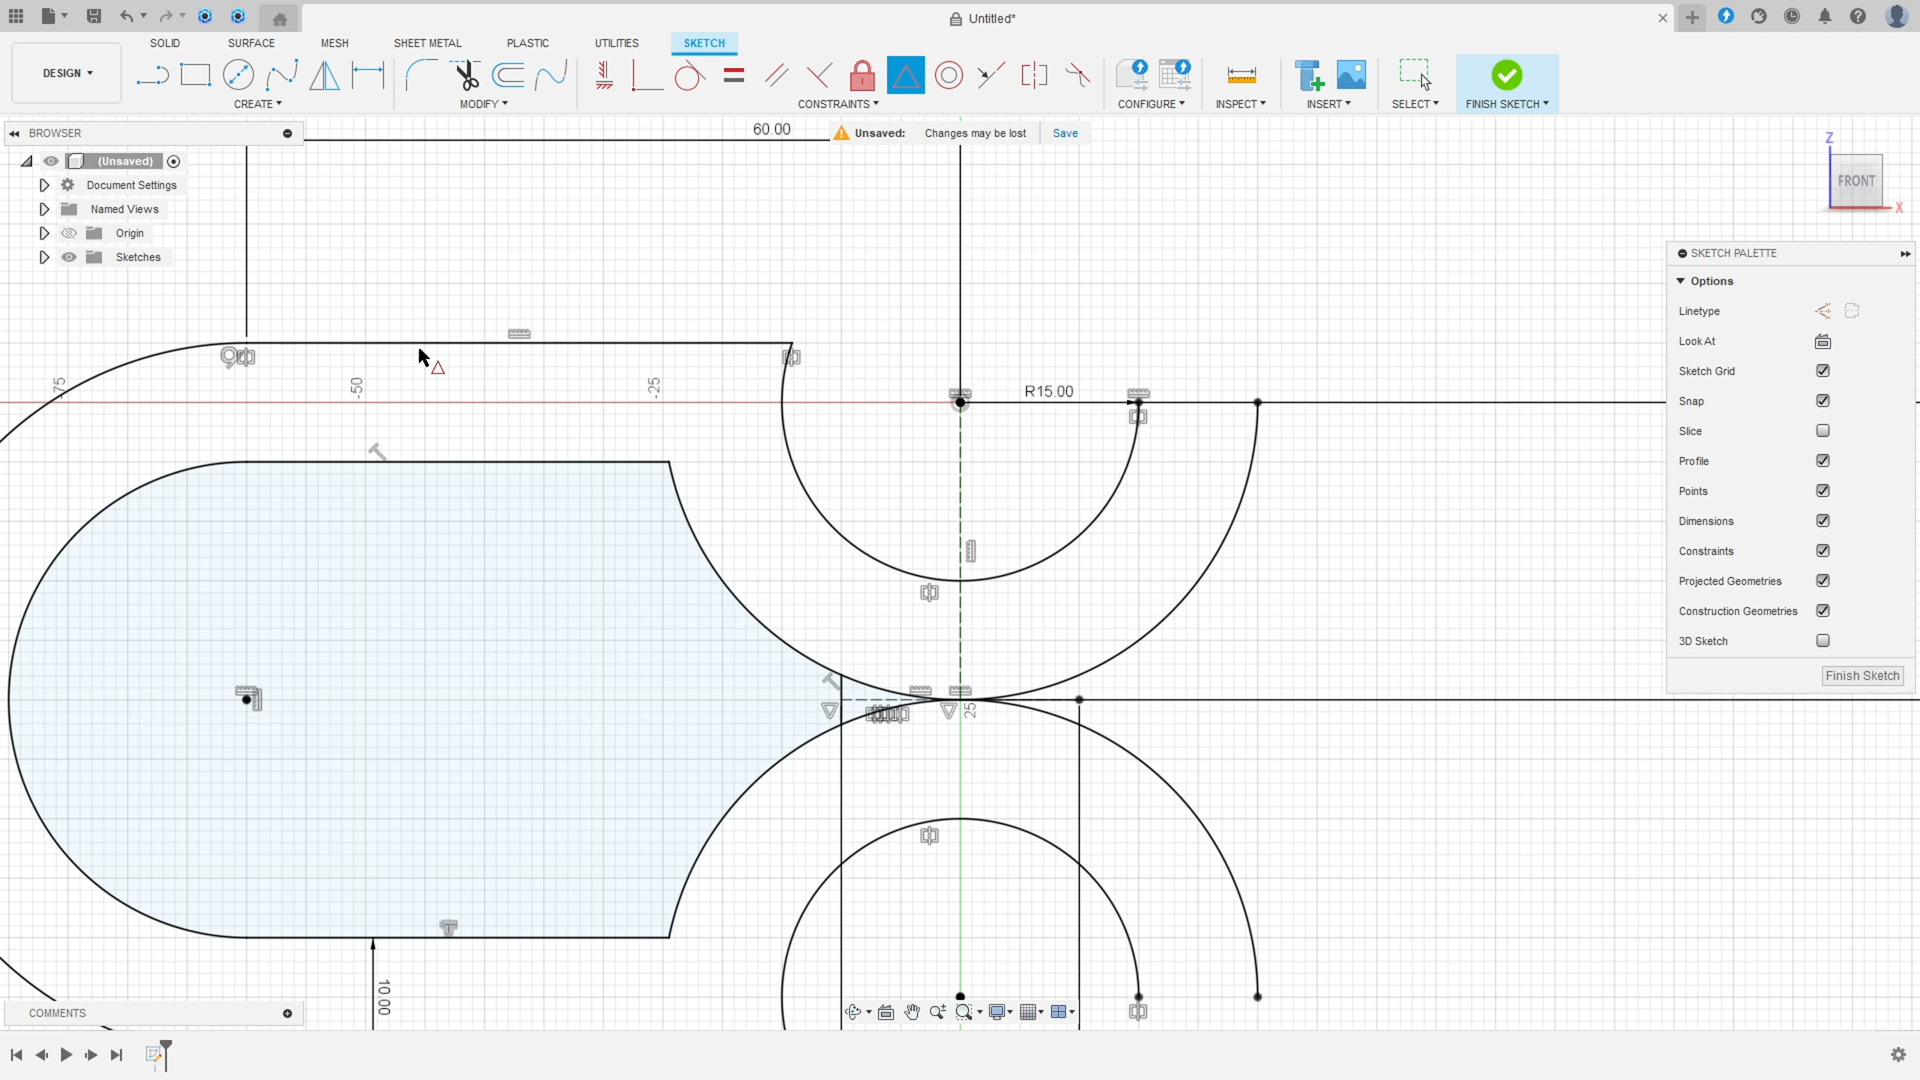 Untitled*
DESIGN
SOLID
SURFACE
MESH
SHEET METAL
PLASTIC
UTILITIES
SKETCH
CREATE
MODIFY
CONSTRAINTS
CONFIGURE
INSPECT
INSERT
SELECT
FINISH SKETCH
BROWSER
Unsaved: Changes may be lost Save
(Unsaved)
Document Settings
Named Views
Origin
Sketches
60.00
Z
FRONT
X
75
-50
-25
R15.00
25
10.00
SKETCH PALETTE
Options
Linetype
Look At
Sketch Grid
Snap
Slice
Profile
Points
Dimensions
Constraints
Projected Geometries
Construction Geometries
3D Sketch
Finish Sketch
COMMENTS